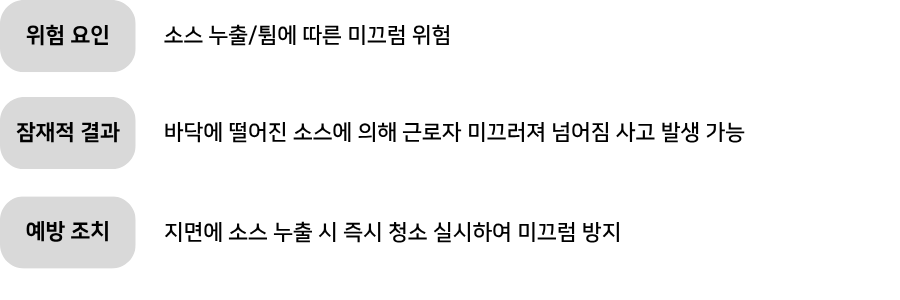 위험 요인
소스 누출/튐에 따른 미끄럼 위험
잠재적 결과
바닥에 떨어진 소스에 의해 근로자 미끄러져 넘어짐 사고 발생 가능
예방 조치
지면에 소스 누출 시 즉시 청소 실시하여 미끄럼 방지